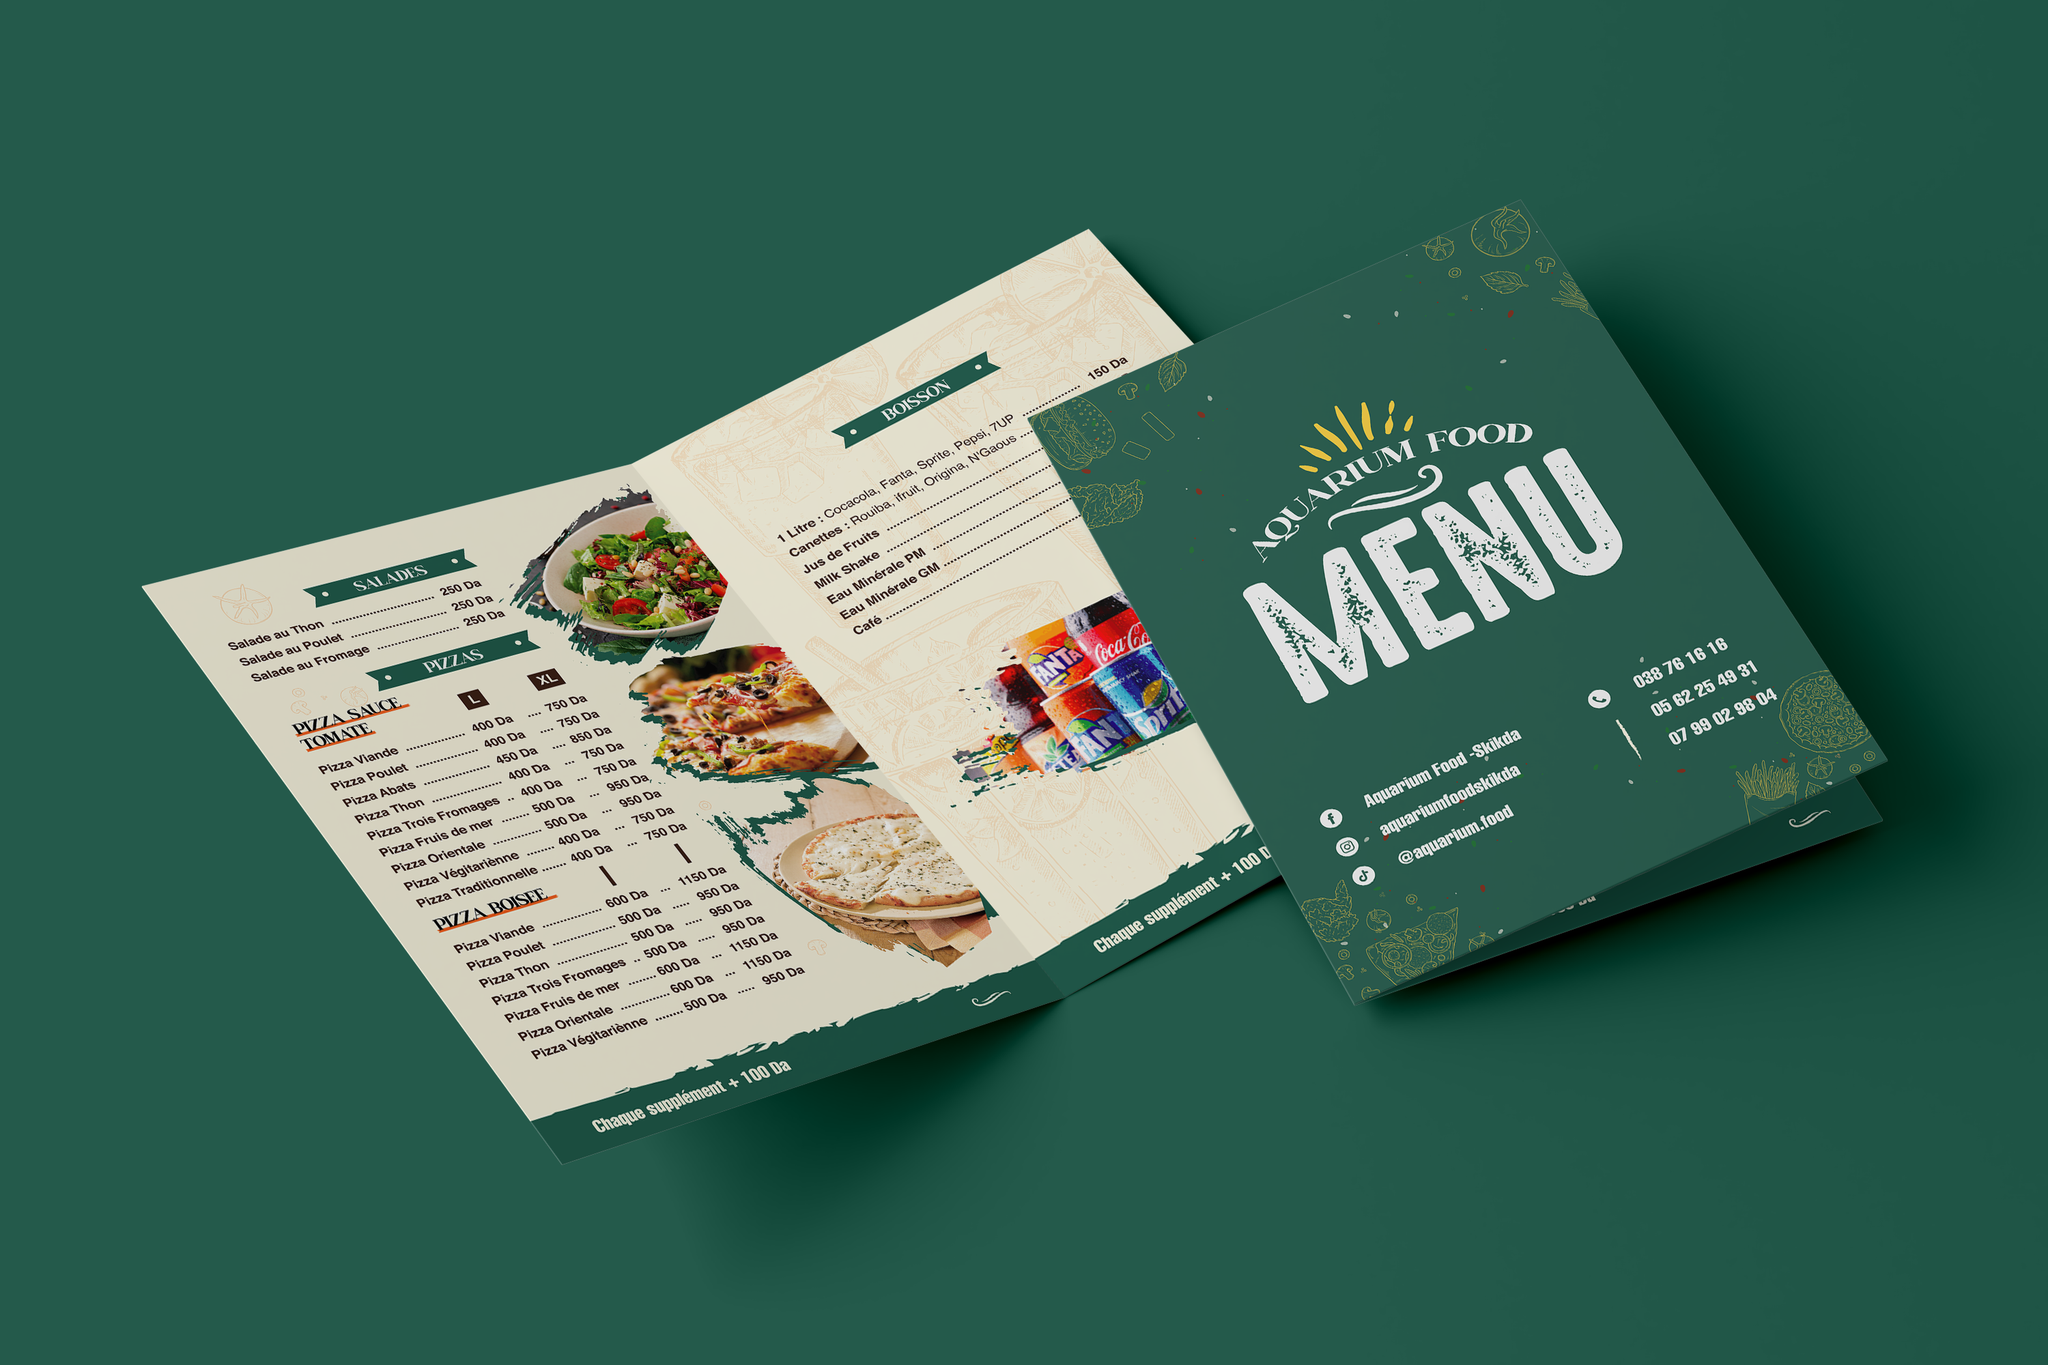 SALADES
Salade au Thon ........ 250 Da
Salade au Poulet ........ 250 Da
Salade au Fromage ........ 250 Da
PIZZAS
L XL
PIZZA SAUCE
TOMATE
Pizza Viande ........ 400 Da .... 750 Da
Pizza Poulet ........ 400 Da ... 750 Da
Pizza Abats ........ 450 Da ... 850 Da
Pizza Thon ........ 400 Da ... 750 Da
Pizza Trois Fromages .. 400 Da ... 750 Da
Pizza Fruis de mer ....... 500 Da ... 950 Da
Pizza Orientale ........ 500 Da ... 950 Da
Pizza Végitariènne ....... 400 Da ... 750 Da
Pizza Traditionnelle .... 400 Da ... 750 Da
PIZZA BOISEE
Pizza Viande ........ 600 Da ... 1150 Da
Pizza Poulet ........ 500 Da .... 950 Da
Pizza Thon ........ 500 Da ... 950 Da
Pizza Trois Fromages .. 500 Da ... 950 Da
Pizza Fruis de mer ....... 600 Da ... 1150 Da
Pizza Orientale ........ 600 Da ... 1150 Da
Pizza Végitariènne ........ 500 Da ..... 950 Da
Chaque supplément + 100 Da
BOISSON
1 Litre : Cocacola, Fanta, Sprite, Pepsi, 7UP ........ 150 Da
Canettes : Rouiba, ifruit, Origina, N'Gaous ...
Jus de Fruits ........
Milk Shake ........
Eau Minérale PM ........
Eau Minérale GM ........
Café ........
FANTA
Coca-Co
FANT
Sprit
Chaque supplément + 100 D
AQUARIUM FOOD
MENU
038 76 16 16
05 62 25 49 31
07 99 02 98 04
Aquarium Food -Skikda
aquariumfoodskikda
@aquarium.food